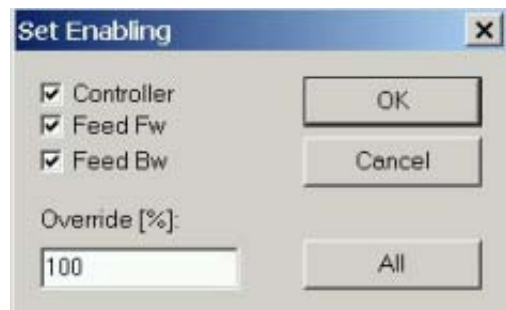 Set Enabling
Controller
OK
Feed Fw
Feed Bw
Cancel
Override [%]:
100
All